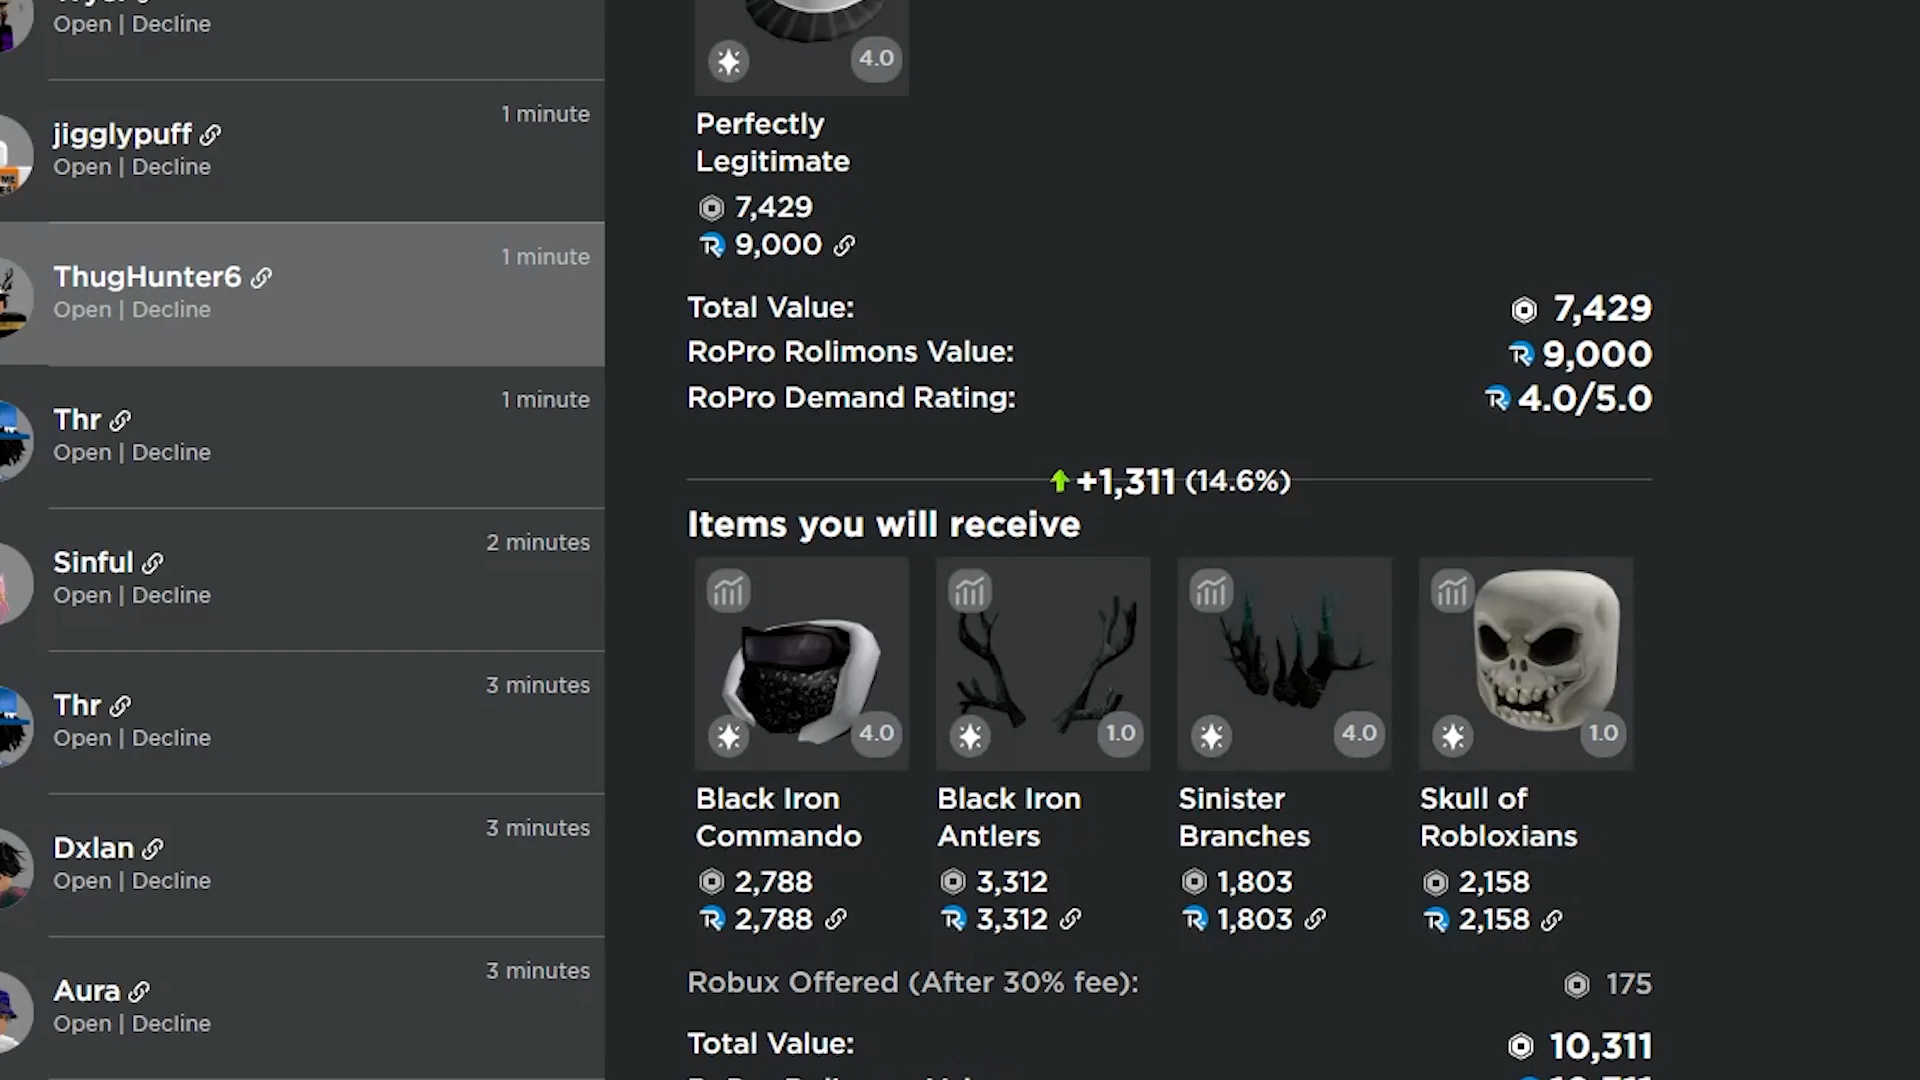 Open | Decline
1 minute
jigglypuff
Open | Decline
1 minute
ThugHunter6
Open | Decline
1 minute
Thr
Open | Decline
2 minutes
Sinful
Open | Decline
3 minutes
Thr
Open | Decline
3 minutes
Dxlan
Open | Decline
3 minutes
Aura
Open | Decline
4.0
Perfectly
Legitimate
7,429
9,000
Total Value: 7,429
RoPro Rolimons Value: 9,000
RoPro Demand Rating: 4.0/5.0
+1,311 (14.6%)
Items you will receive
4.0 1.0 4.0 1.0
Black Iron Commando
Black Iron Antlers
Sinister Branches
Skull of Robloxians
2,788 3,312 1,803 2,158
2,788 3,312 1,803 2,158
Robux Offered (After 30% fee): 175
Total Value: 10,311